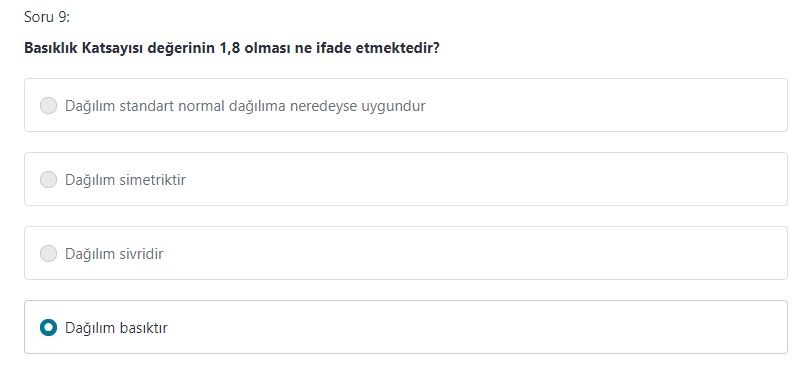 Soru 9:
Basıklık Katsayısı değerinin 1,8 olması ne ifade etmektedir?
Dağılım standart normal dağılıma neredeyse uygundur
Dağılım simetriktir
Dağılım sivridir
Dağılım basıktır